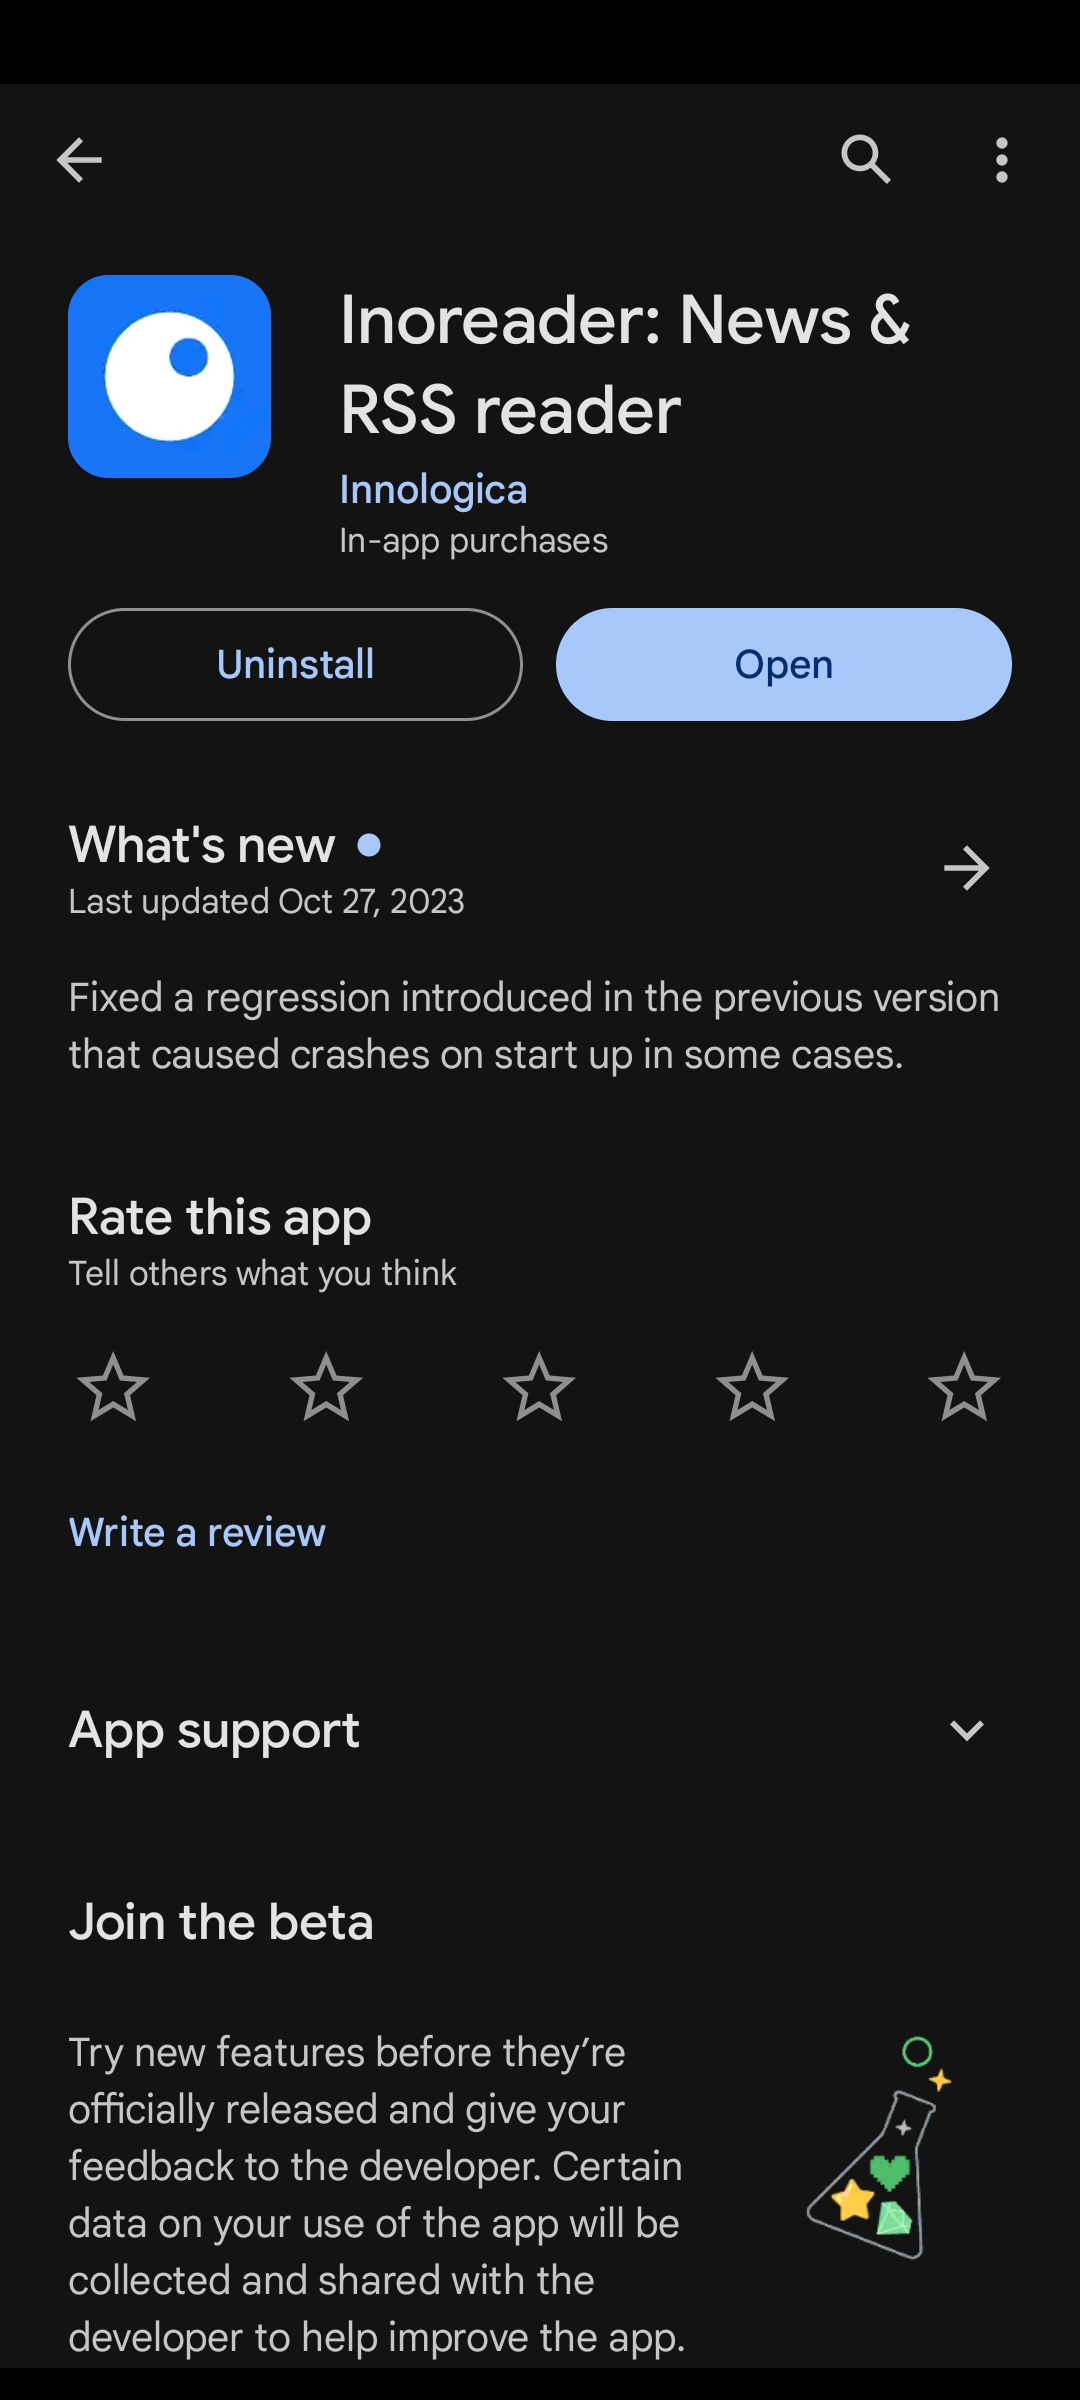 Inoreader: News &
RSS reader
Innologica
In-app purchases
Uninstall
Open
What's new
Last updated Oct 27, 2023
Fixed a regression introduced in the previous version
that caused crashes on start up in some cases.
Rate this app
Tell others what you think
Write a review
App support
Join the beta
Try new features before they’re
officially released and give your
feedback to the developer. Certain
data on your use of the app will be
collected and shared with the
developer to help improve the app.